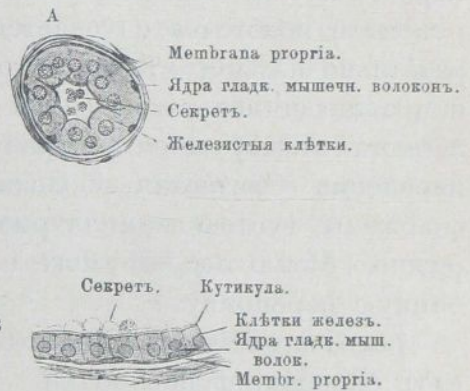 А
Membrana propria.
Ядра гладк. мышечн. волоконъ.
Секретъ.
Железистыя клѣтки.
Секретъ. Кутикула.
Клѣтки железъ.
Ядра гладк. мыш.
волок.
Membr. propria.